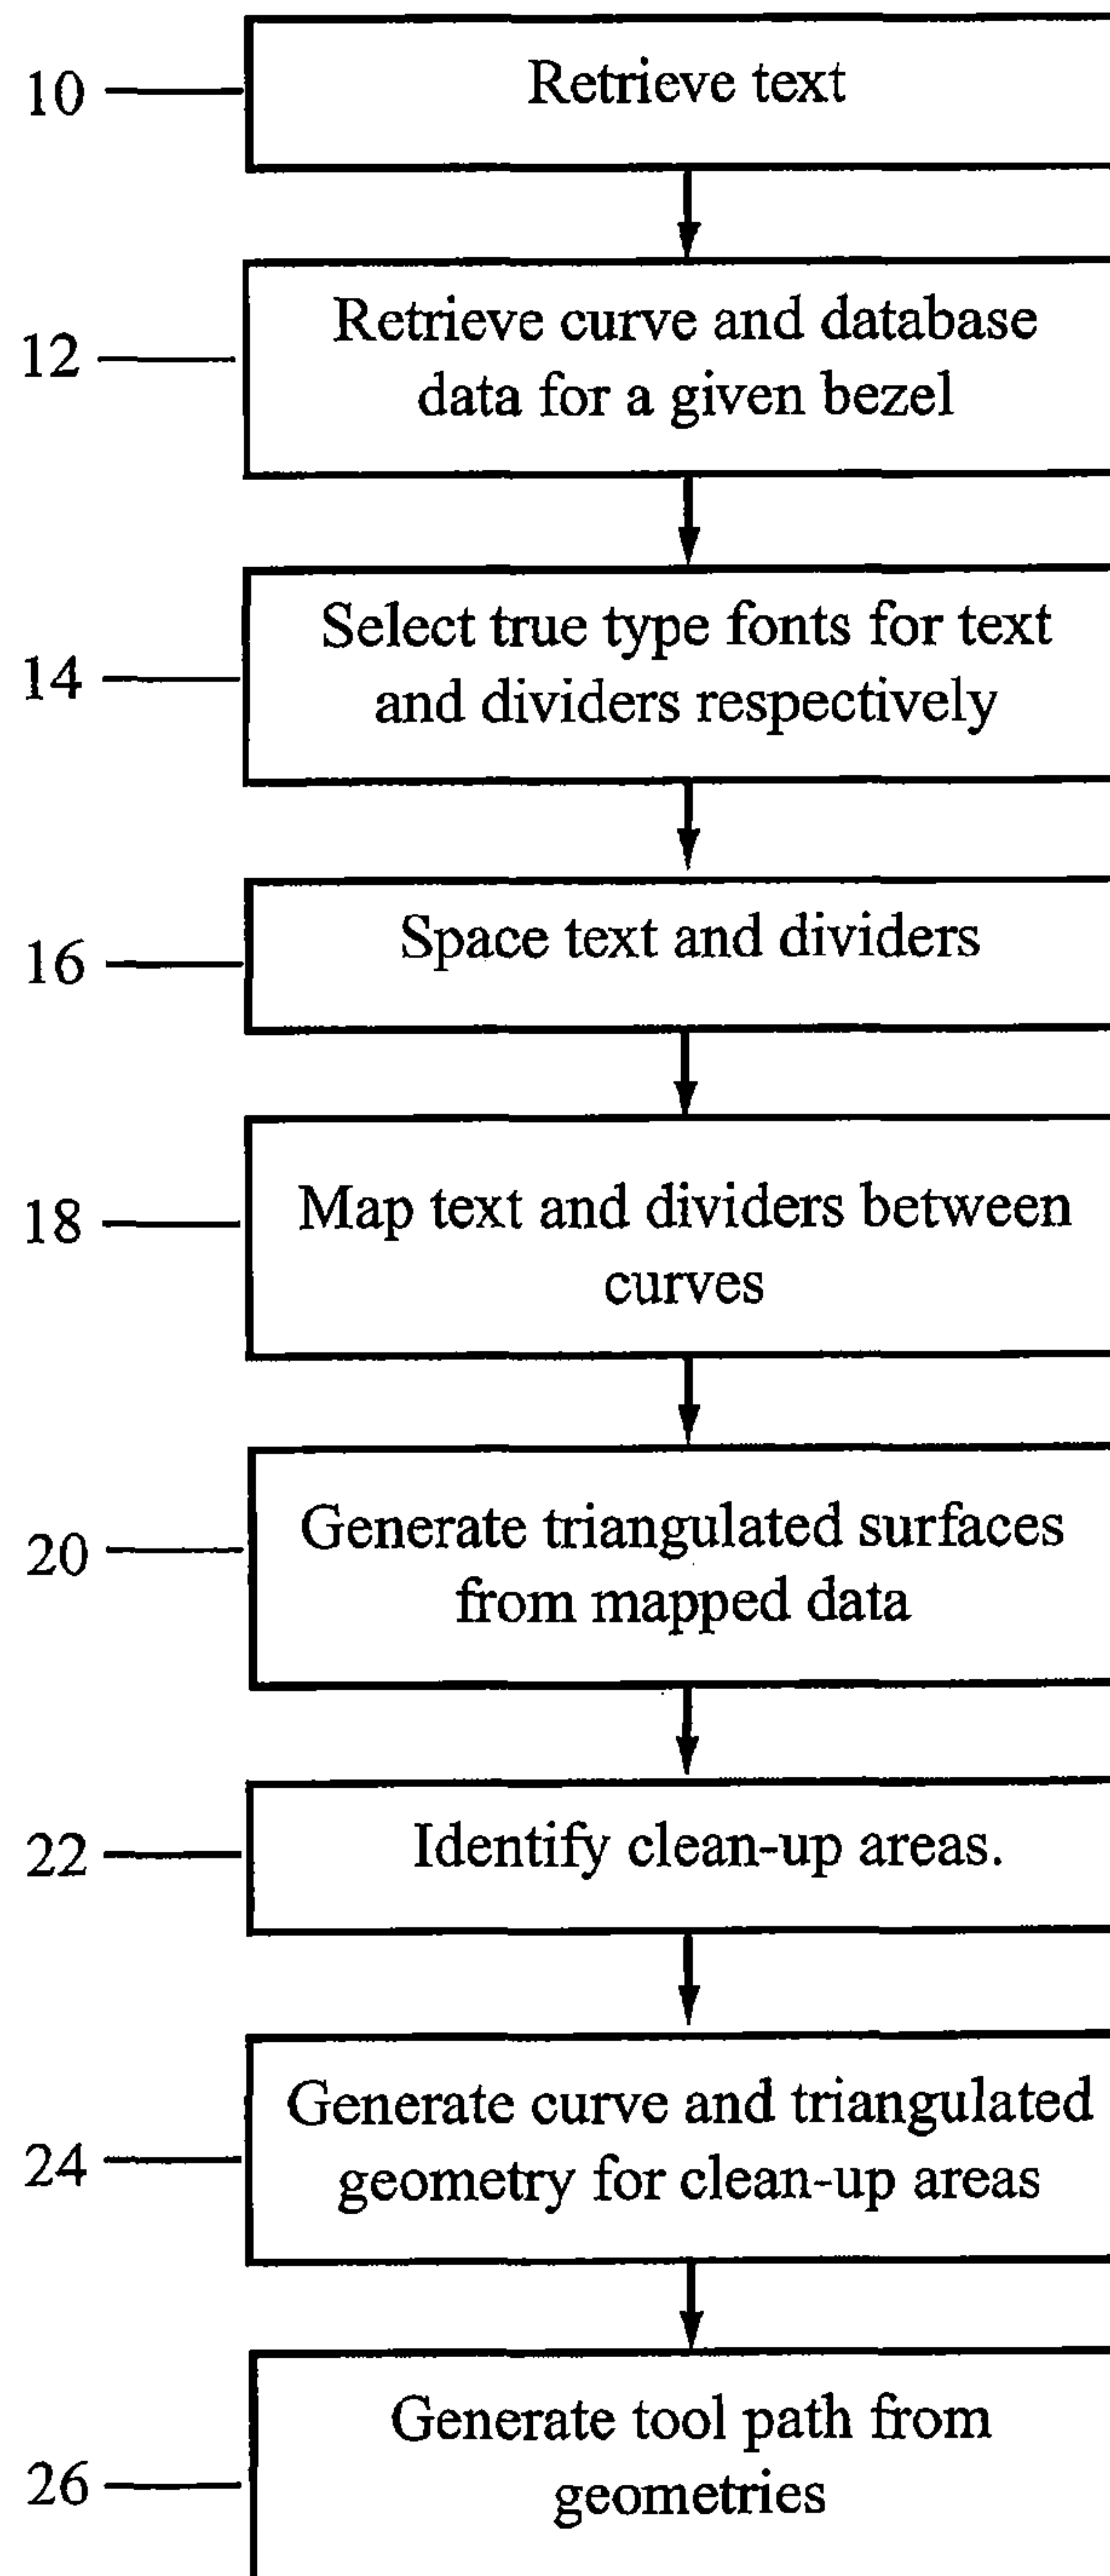 10
Retrieve text
12
Retrieve curve and database
data for a given bezel
14
Select true type fonts for text
and dividers respectively
16
Space text and dividers
18
Map text and dividers between
curves
20
Generate triangulated surfaces
from mapped data
22
Identify clean-up areas.
24
Generate curve and triangulated
geometry for clean-up areas
26
Generate tool path from
geometries